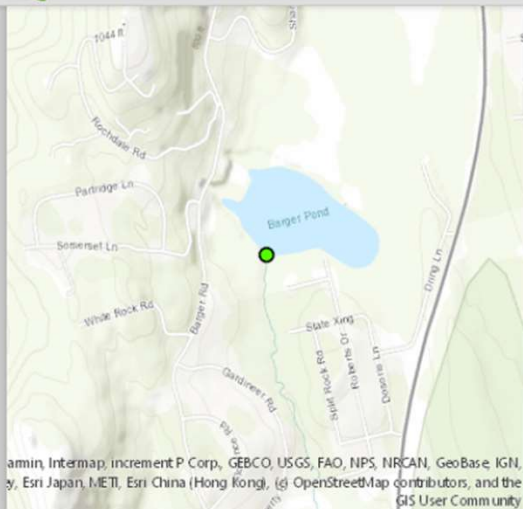 1044 ft
Rochdale Rd
Partridge Ln
Barger Pond
Somerset Ln
Dring Ln
White Rock Rd
Barger Rd
State Xing
Split Rock Rd
Roberts Dr
Deans Ln
Gardineer Rd
armin, Intermap, increment P Corp., GEBCO, USGS, FAO, NPS, NRCAN, GeoBase, IGN,
y, Esri Japan, METI, Esri China (Hong Kong), (c) OpenStreetMap contributors, and the
GIS User Community